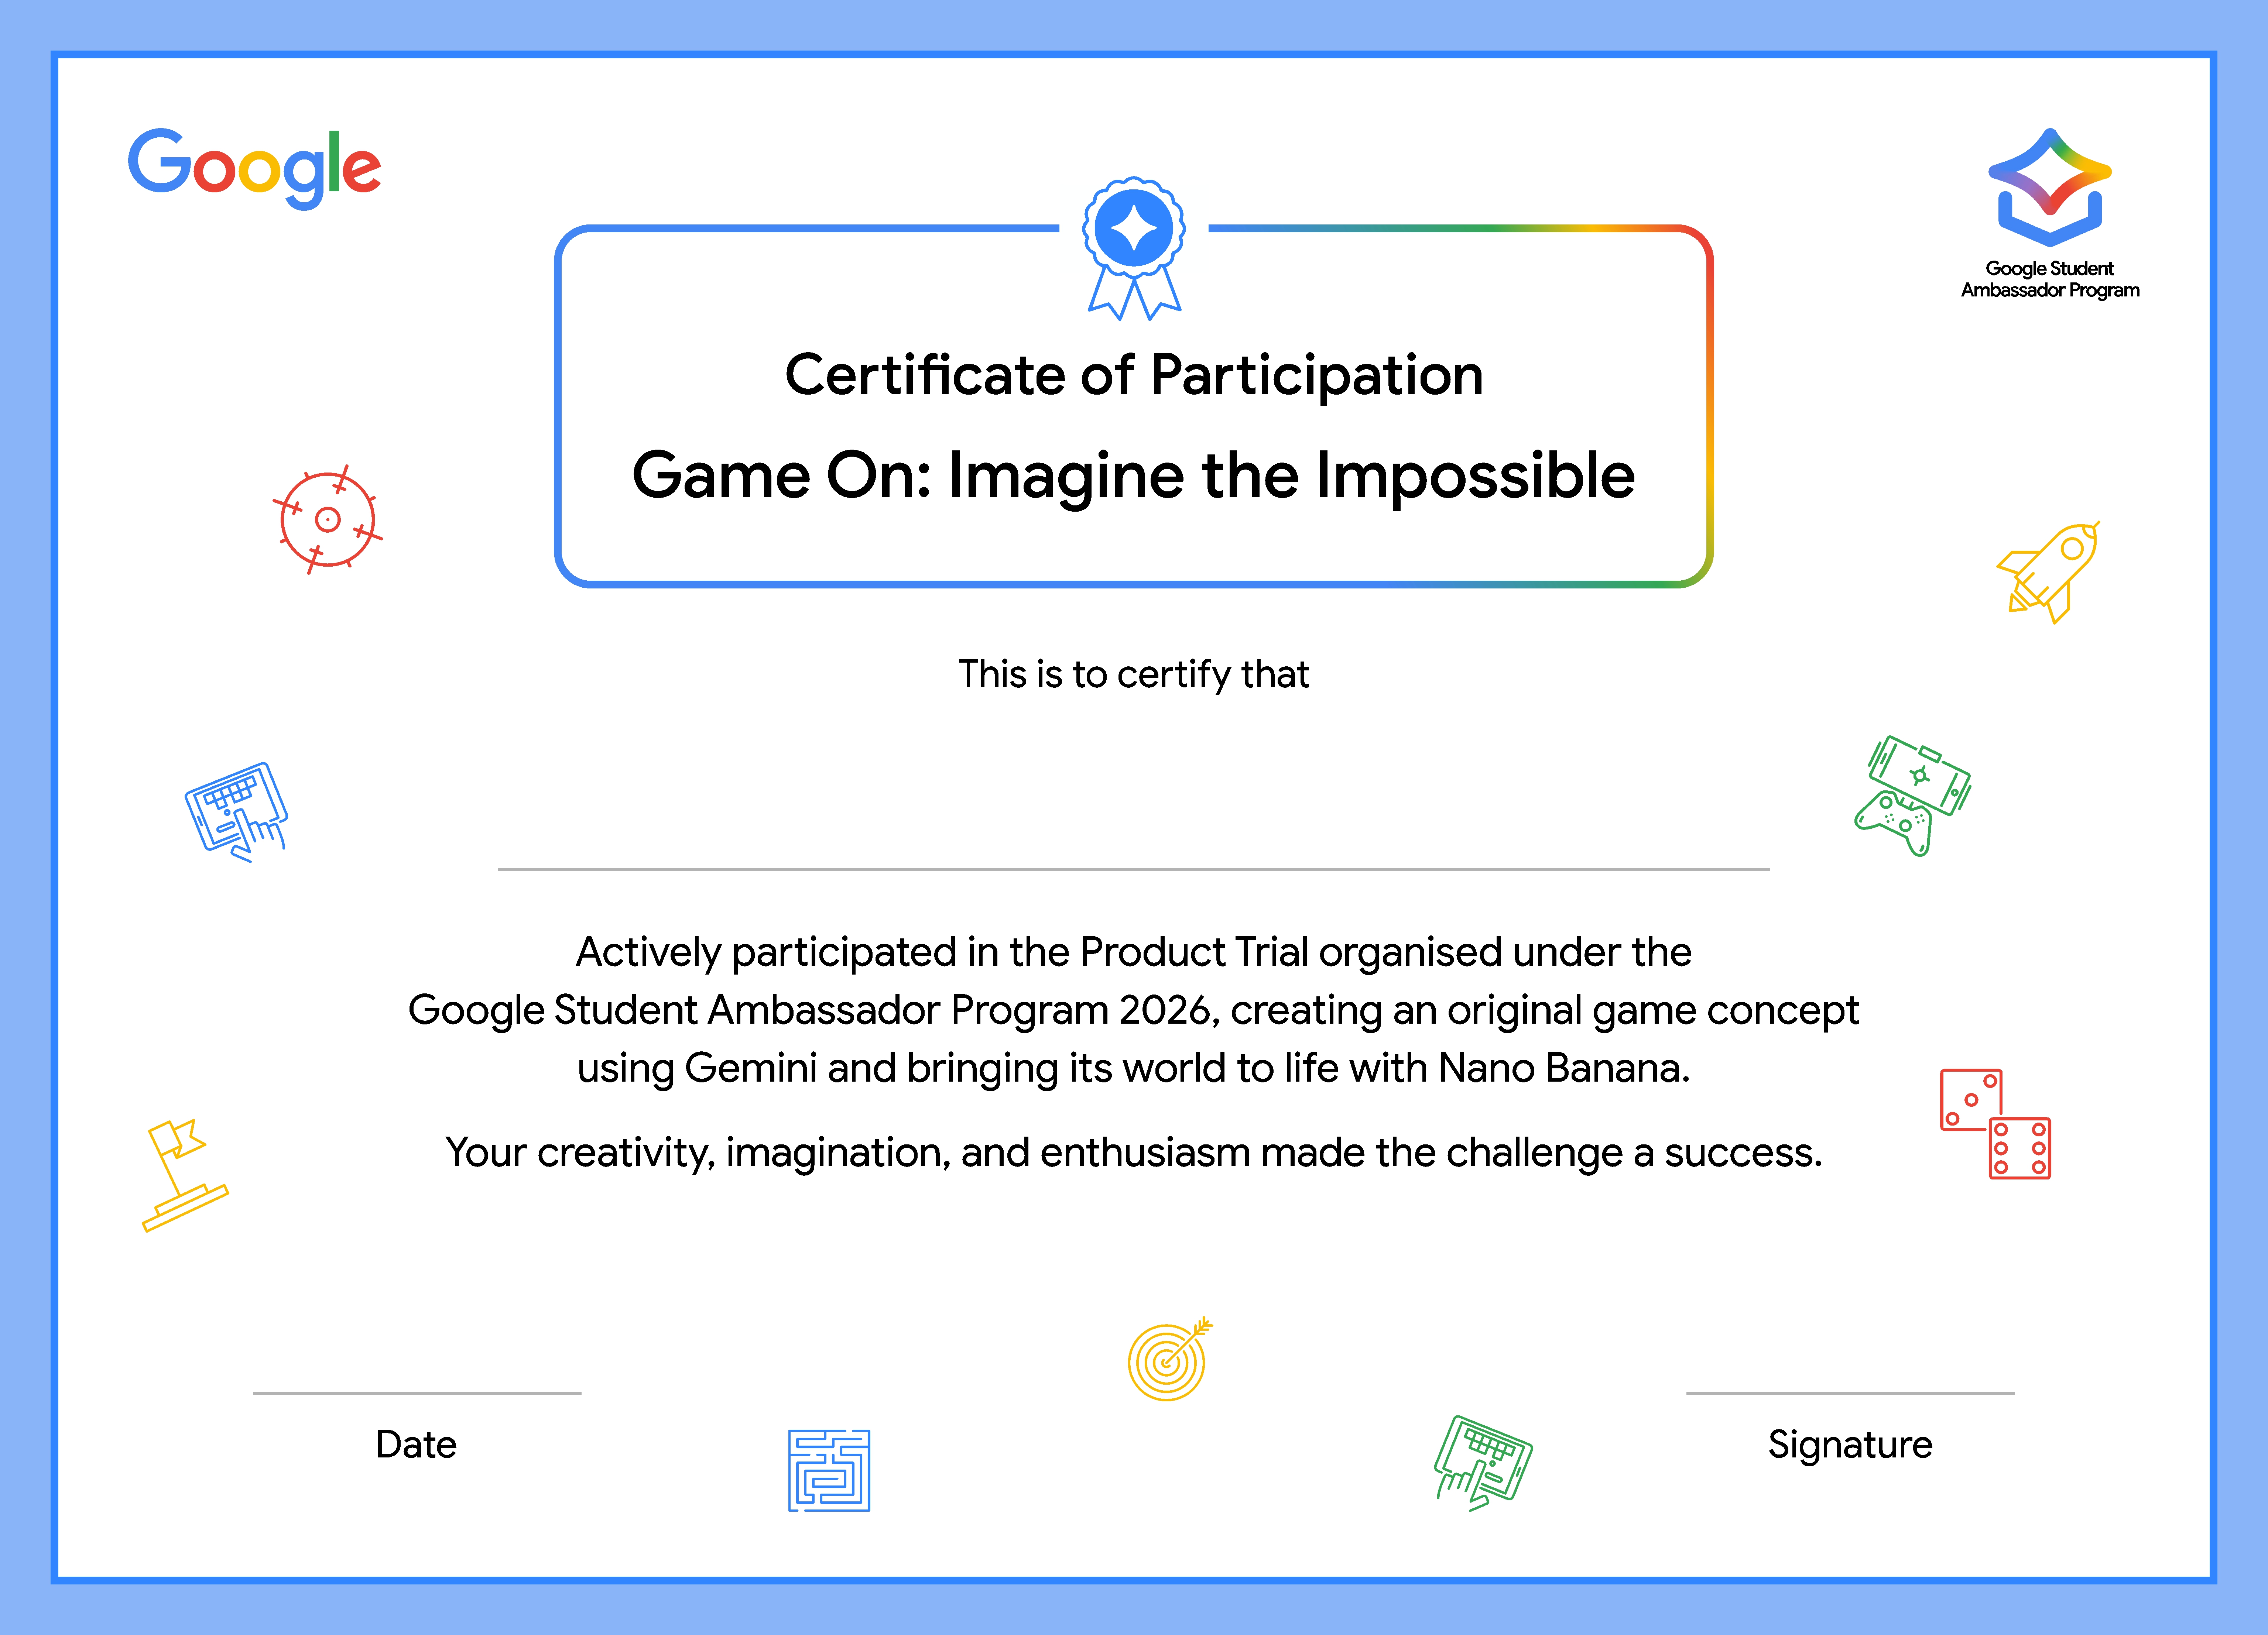 Google
Google Student
Ambassador Program
Certificate of Participation
Game On: Imagine the Impossible
This is to certify that
Actively participated in the Product Trial organised under the
Google Student Ambassador Program 2026, creating an original game concept
using Gemini and bringing its world to life with Nano Banana.
Your creativity, imagination, and enthusiasm made the challenge a success.
Date
Signature